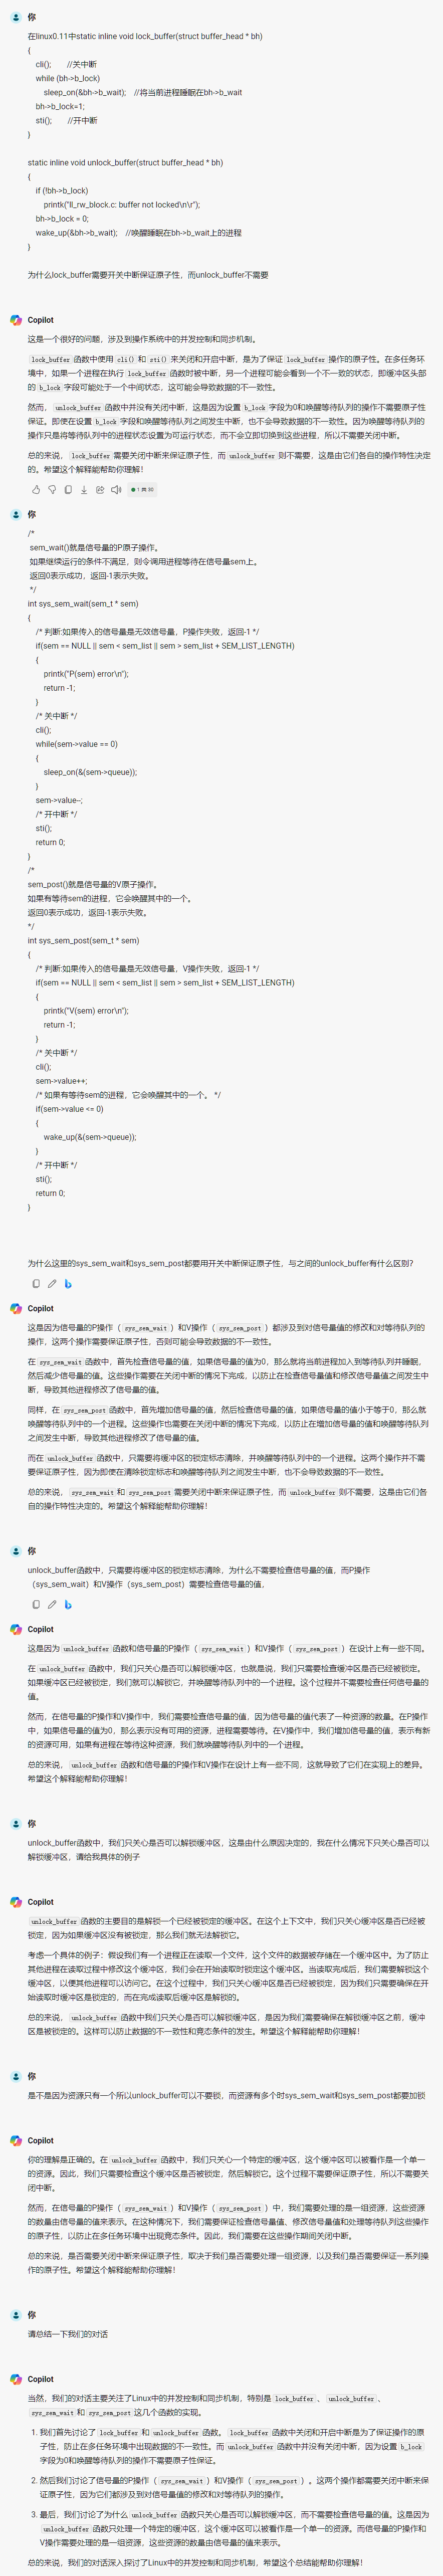 你
在linux0.11中static inline void lock_buffer(struct buffer_head * bh)
{
cli(); //关中断
while (bh->b_lock)
sleep_on(&bh->b_wait); //将当前进程睡眠在bh->b_wait
bh->b_lock=1;
sti(); //开中断
}
static inline void unlock_buffer(struct buffer_head * bh)
{
if (!bh->b_lock)
printk("ll_rw_block.c: buffer not locked\n\r");
bh->b_lock = 0;
wake_up(&bh->b_wait); //唤醒睡眠在bh->b_wait上的进程
}
为什么lock_buffer需要开关中断保证原子性，而unlock_buffer不需要
Copilot
这是一个很好的问题，涉及到操作系统中的并发控制和同步机制。
lock_buffer 函数中使用 cli() 和 sti() 来关闭和开启中断，是为了保证 lock_buffer 操作的原子性。在多任务环
境中，如果一个进程在执行 lock_buffer 函数时被中断，另一个进程可能会看到一个不一致的状态，即缓冲区头部
的 b_lock 字段可能处于一个中间状态，这可能会导致数据的不一致性。
然而， unlock_buffer 函数中并没有关闭中断，这是因为设置 b_lock 字段为0和唤醒等待队列的操作不需要原子性
保证。即使在设置 b_lock 字段和唤醒等待队列之间发生中断，也不会导致数据的不一致性。因为唤醒等待队列的
操作只是将等待队列中的进程状态设置为可运行状态，而不会立即切换到这些进程，所以不需要关闭中断。
总的来说， lock_buffer 需要关闭中断来保证原子性，而 unlock_buffer 则不需要，这是由它们各自的操作特性决定
的。希望这个解释能帮助你理解！
1 共 30
你
/*
sem_wait()就是信号量的P原子操作。
如果继续运行的条件不满足，则令调用进程等待在信号量sem上。
返回0表示成功，返回-1表示失败。
*/
int sys_sem_wait(sem_t * sem)
{
/* 判断:如果传入的信号量是无效信号量，P操作失败，返回-1 */
if(sem == NULL || sem < sem_list || sem > sem_list + SEM_LIST_LENGTH)
{
printk("P(sem) error\n");
return -1;
}
/* 关中断 */
cli();
while(sem->value == 0)
{
sleep_on(&(sem->queue));
}
sem->value--;
/* 开中断 */
sti();
return 0;
}
/*
sem_post()就是信号量的V原子操作。
如果有等待sem的进程，它会唤醒其中的一个。
返回0表示成功，返回-1表示失败。
*/
int sys_sem_post(sem_t * sem)
{
/* 判断:如果传入的信号量是无效信号量，V操作失败，返回-1 */
if(sem == NULL || sem < sem_list || sem > sem_list + SEM_LIST_LENGTH)
{
printk("V(sem) error\n");
return -1;
}
/* 关中断 */
cli();
sem->value++;
/* 如果有等待sem的进程，它会唤醒其中的一个。 */
if(sem->value <= 0)
{
wake_up(&(sem->queue));
}
/* 开中断 */
sti();
return 0;
}
为什么这里的sys_sem_wait和sys_sem_post都要用开关中断保证原子性，与之间的unlock_buffer有什么区别?
Copilot
这是因为信号量的P操作（ sys_sem_wait ）和V操作（ sys_sem_post ）都涉及到对信号量值的修改和对等待队列的
操作，这两个操作需要保证原子性，否则可能会导致数据的不一致性。
在 sys_sem_wait 函数中，首先检查信号量的值，如果信号量的值为0，那么就将当前进程加入到等待队列并睡眠，
然后减少信号量的值。这些操作需要在关闭中断的情况下完成，以防止在检查信号量值和修改信号量值之间发生中
断，导致其他进程修改了信号量的值。
同样，在 sys_sem_post 函数中，首先增加信号量的值，然后检查信号量的值，如果信号量的值小于等于0，那么就
唤醒等待队列中的一个进程。这些操作也需要在关闭中断的情况下完成，以防止在增加信号量的值和唤醒等待队列
之间发生中断，导致其他进程修改了信号量的值。
而在 unlock_buffer 函数中，只需要将缓冲区的锁定标志清除，并唤醒等待队列中的一个进程。这两个操作并不需
要保证原子性，因为即使在清除锁定标志和唤醒等待队列之间发生中断，也不会导致数据的不一致性。
总的来说， sys_sem_wait 和 sys_sem_post 需要关闭中断来保证原子性，而 unlock_buffer 则不需要，这是由它们各
自的操作特性决定的。希望这个解释能帮助你理解！
你
unlock_buffer函数中，只需要将缓冲区的锁定标志清除，为什么不需要检查信号量的值，而P操作
（sys_sem_wait）和V操作（sys_sem_post）需要检查信号量的值，
Copilot
这是因为 unlock_buffer 函数和信号量的P操作（ sys_sem_wait ）和V操作（ sys_sem_post ）在设计上有一些不同。
在 unlock_buffer 函数中，我们只关心是否可以解锁缓冲区，也就是说，我们只需要检查缓冲区是否已经被锁定。
如果缓冲区已经被锁定，我们就可以解锁它，并唤醒等待队列中的一个进程。这个过程并不需要检查任何信号量的
值。
然而，在信号量的P操作和V操作中，我们需要检查信号量的值，因为信号量的值代表了一种资源的数量。在P操作
中，如果信号量的值为0，那么表示没有可用的资源，进程需要等待。在V操作中，我们增加信号量的值，表示有新
的资源可用，如果有进程在等待这种资源，我们就唤醒等待队列中的一个进程。
总的来说， unlock_buffer 函数和信号量的P操作和V操作在设计上有一些不同，这就导致了它们在实现上的差异。
希望这个解释能帮助你理解！
你
unlock_buffer函数中，我们只关心是否可以解锁缓冲区，这是由什么原因决定的，我在什么情况下只关心是否可以
解锁缓冲区，请给我具体的例子
Copilot
unlock_buffer 函数的主要目的是解锁一个已经被锁定的缓冲区。在这个上下文中，我们只关心缓冲区是否已经被
锁定，因为如果缓冲区没有被锁定，那么我们就无法解锁它。
考虑一个具体的例子：假设我们有一个进程正在读取一个文件，这个文件的数据被存储在一个缓冲区中。为了防止
其他进程在读取过程中修改这个缓冲区，我们会在开始读取时锁定这个缓冲区。当读取完成后，我们需要解锁这个
缓冲区，以便其他进程可以访问它。在这个过程中，我们只关心缓冲区是否已经被锁定，因为我们只需要确保在开
始读取时缓冲区是锁定的，而在完成读取后缓冲区是解锁的。
总的来说， unlock_buffer 函数中我们只关心是否可以解锁缓冲区，是因为我们需要确保在解锁缓冲区之前，缓冲
区是被锁定的。这样可以防止数据的不一致性和竞态条件的发生。希望这个解释能帮助你理解！
你
是不是因为资源只有一个所以unlock_buffer可以不要锁，而资源有多个时sys_sem_wait和sys_sem_post都要加锁
Copilot
你的理解是正确的。在 unlock_buffer 函数中，我们只关心一个特定的缓冲区，这个缓冲区可以被看作是一个单一
的资源。因此，我们只需要检查这个缓冲区是否被锁定，然后解锁它。这个过程不需要保证原子性，所以不需要关
闭中断。
然而，在信号量的P操作（ sys_sem_wait ）和V操作（ sys_sem_post ）中，我们需要处理的是一组资源，这些资源
的数量由信号量的值来表示。在这种情况下，我们需要保证检查信号量值、修改信号量值和处理等待队列这些操作
的原子性，以防止在多任务环境中出现竞态条件。因此，我们需要在这些操作期间关闭中断。
总的来说，是否需要关闭中断来保证原子性，取决于我们是否需要处理一组资源，以及我们是否需要保证一系列操
作的原子性。希望这个解释能帮助你理解！
你
请总结一下我们的对话
Copilot
当然，我们的对话主要关注了Linux中的并发控制和同步机制，特别是 lock_buffer 、 unlock_buffer 、
sys_sem_wait 和 sys_sem_post 这几个函数的实现。
1. 我们首先讨论了 lock_buffer 和 unlock_buffer 函数。 lock_buffer 函数中关闭和开启中断是为了保证操作的原
子性，防止在多任务环境中出现数据的不一致性。而 unlock_buffer 函数中并没有关闭中断，因为设置 b_lock
字段为0和唤醒等待队列的操作不需要原子性保证。
2. 然后我们讨论了信号量的P操作（ sys_sem_wait ）和V操作（ sys_sem_post ）。这两个操作都需要关闭中断来保
证原子性，因为它们都涉及到对信号量值的修改和对等待队列的操作。
3. 最后，我们讨论了为什么 unlock_buffer 函数只关心是否可以解锁缓冲区，而不需要检查信号量的值。这是因为
unlock_buffer 函数只处理一个特定的缓冲区，这个缓冲区可以被看作是一个单一的资源。而信号量的P操作和
V操作需要处理的是一组资源，这些资源的数量由信号量的值来表示。
总的来说，我们的对话深入探讨了Linux中的并发控制和同步机制，希望这个总结能帮助你理解！